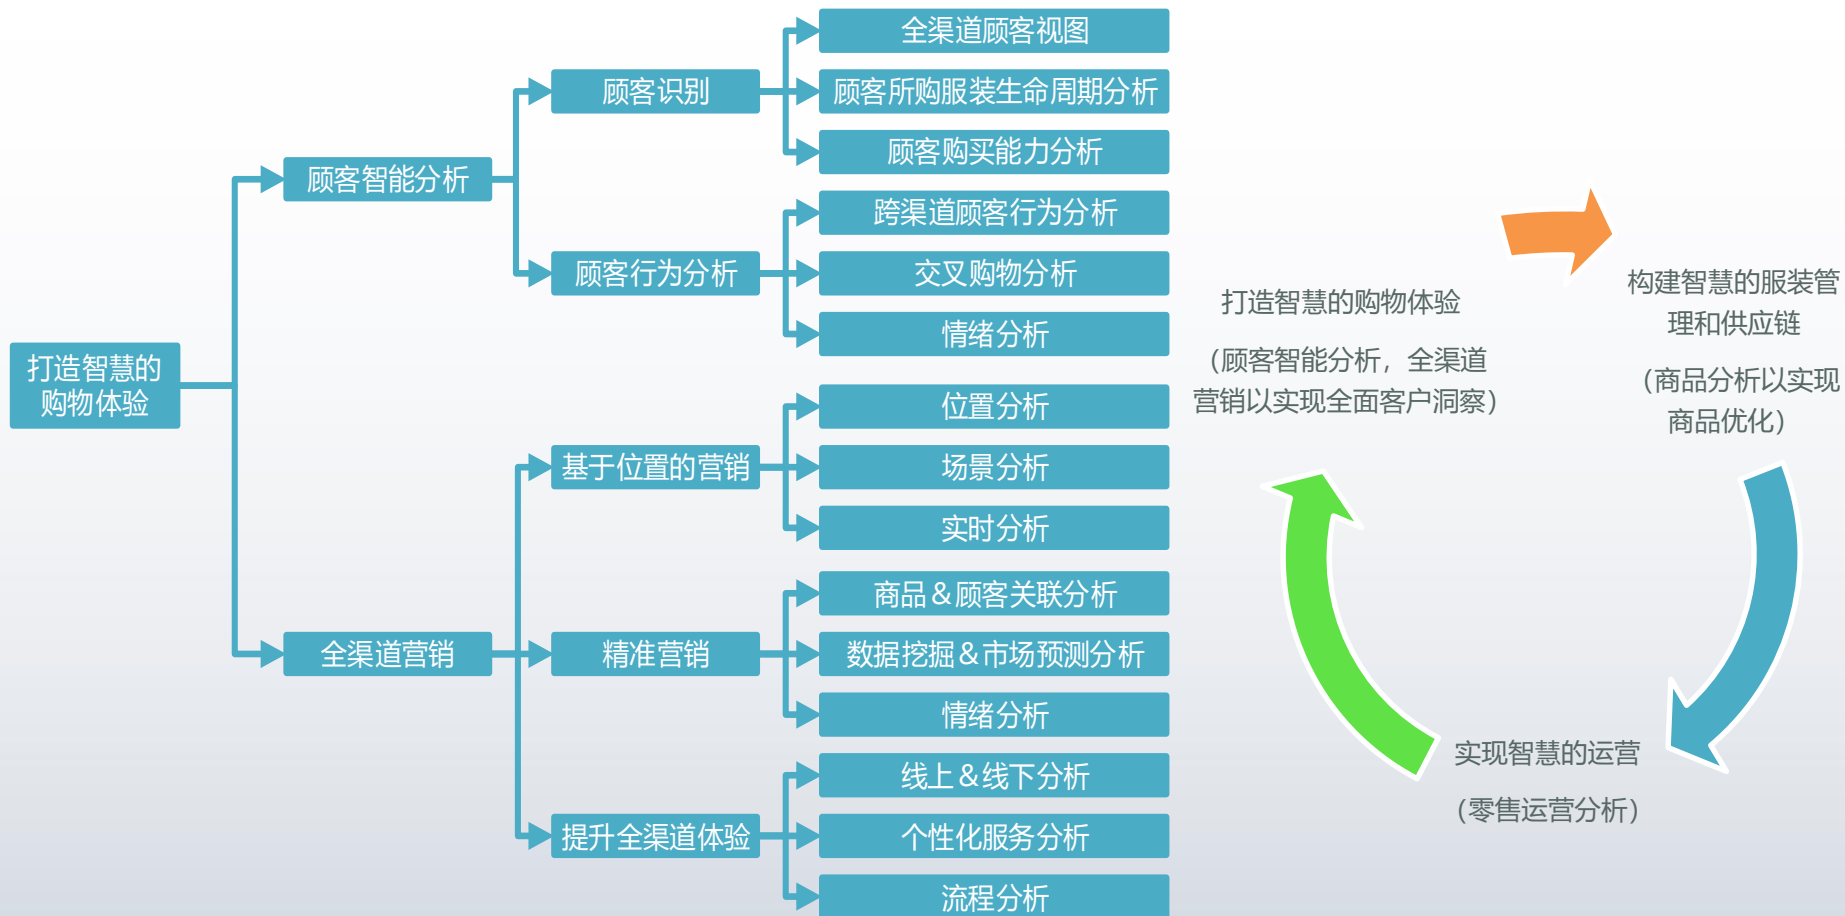 打造智慧的
购物体验
顾客智能分析
全渠道营销
顾客识别
顾客行为分析
基于位置的营销
精准营销
提升全渠道体验
全渠道顾客视图
顾客所购服装生命周期分析
顾客购买能力分析
跨渠道顾客行为分析
交叉购物分析
情绪分析
位置分析
场景分析
实时分析
商品＆顾客关联分析
数据挖掘＆市场预测分析
情绪分析
线上＆线下分析
个性化服务分析
流程分析
打造智慧的购物体验
（顾客智能分析，全渠道
营销以实现全面客户洞察）
构建智慧的服装管
理和供应链
（商品分析以实现
商品优化）
实现智慧的运营
（零售运营分析）